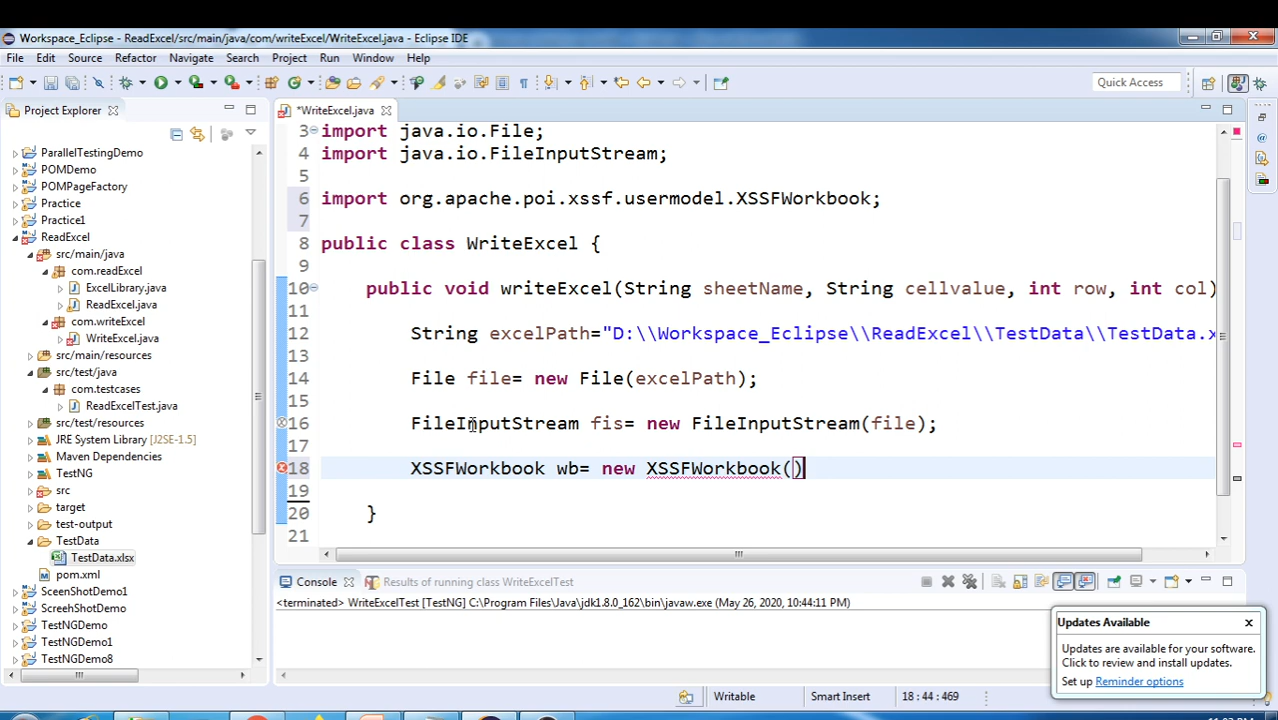 Workspace_Eclipse - ReadExcel/src/main/java/com/writeExcel/WriteExcel.java - Eclipse IDE
File Edit Source Refactor Navigate Search Project Run Window Help
Quick Access
Project Explorer
*WriteExcel.java
ParallelTestingDemo
POMDemo
POMPageFactory
Practice
Practice1
ReadExcel
src/main/java
com.readExcel
ExcelLibrary.java
ReadExcel.java
com.writeExcel
WriteExcel.java
src/main/resources
src/test/java
com.testcases
ReadExcelTest.java
src/test/resources
JRE System Library [J2SE-1.5]
Maven Dependencies
TestNG
src
target
test-output
TestData
TestData.xlsx
pom.xml
SceenShotDemo1
ScreehShotDemo
TestNGDemo
TestNGDemo1
TestNGDemo8
3 import java.io.File;
4 import java.io.FileInputStream;
5
6 import org.apache.poi.xssf.usermodel.XSSFWorkbook;
7
8 public class WriteExcel {
9
10 public void writeExcel(String sheetName, String cellvalue, int row, int col)
11
12 String excelPath="D:\\Workspace_Eclipse\\ReadExcel\\TestData\\TestData.x
13
14 File file= new File(excelPath);
15
16 FileInputStream fis= new FileInputStream(file);
17
18 XSSFWorkbook wb= new XSSFWorkbook()
19
20 }
21
Console
Results of running class WriteExcelTest
<terminated> WriteExcelTest [TestNG] C:\Program Files\Java\jdk1.8.0_162\bin\javaw.exe (May 26, 2020, 10:44:11 PM)
Updates Available
Updates are available for your software.
Click to review and install updates.
Set up Reminder options
Writable
Smart Insert
18 : 44 : 469